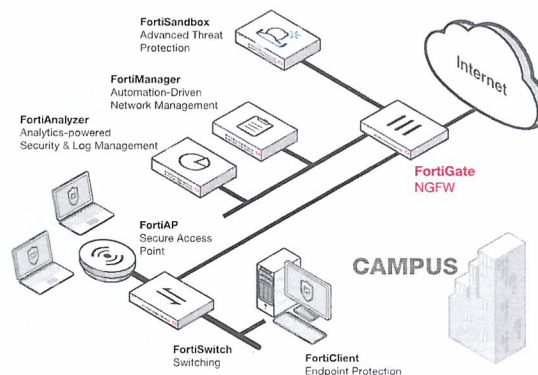 FortiSandbox
Advanced Threat
Protection
FortiManager
Automation-Driven
Network Management
FortiAnalyzer
Analytics-powered
Security & Log Management
Internet
FortiGate
NGFW
FortiAP
Secure Access
Point
CAMPUS
FortiSwitch
Switching
FortiClient
Endpoint Protection